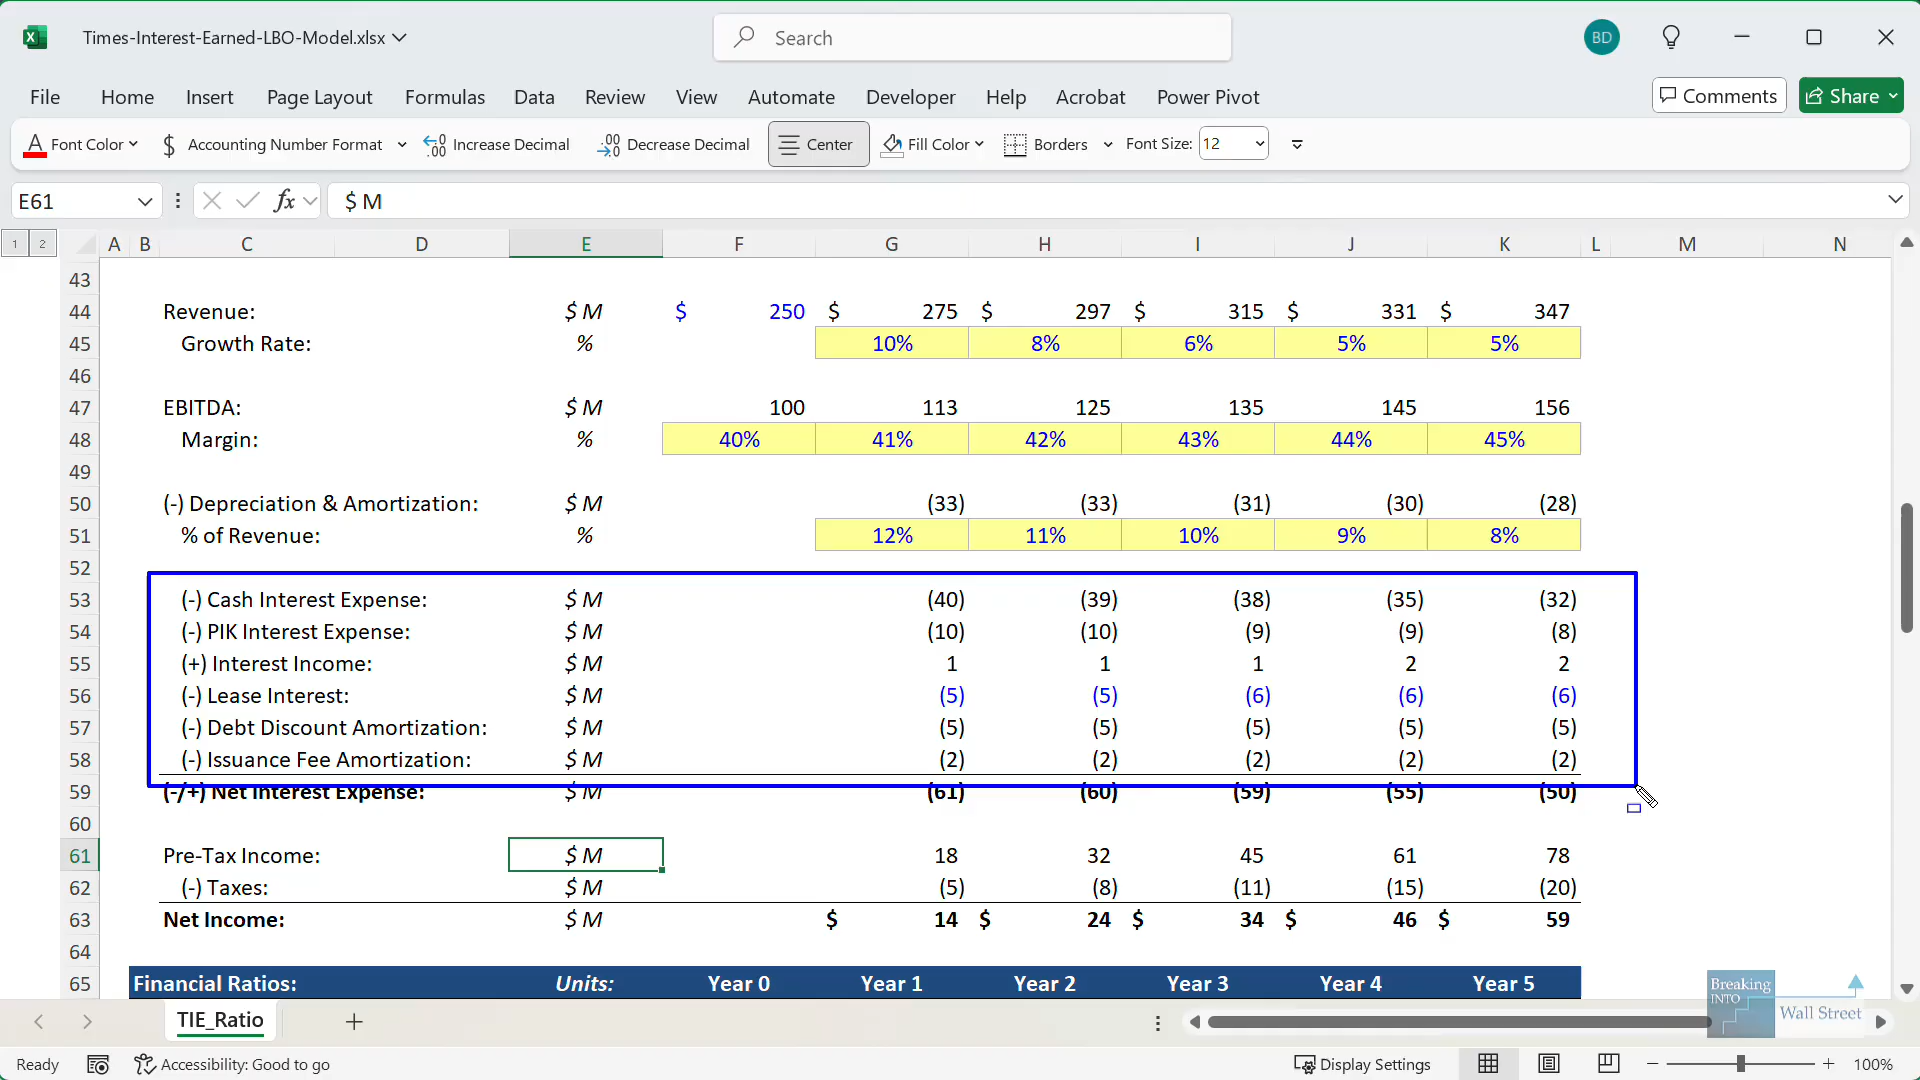 Times-Interest-Earned-LBO-Model.xlsx
Search
BD
File Home Insert Page Layout Formulas Data Review View Automate Developer Help Acrobat Power Pivot
Comments Share
Font Color $ Accounting Number Format Increase Decimal Decrease Decimal Center Fill Color Borders Font Size: 12
E61 fx $ M
1 2 A B C D E F G H I J K L M N
43
44 Revenue: $ M $ 250 $ 275 $ 297 $ 315 $ 331 $ 347
45 Growth Rate: % 10% 8% 6% 5% 5%
46
47 EBITDA: $ M 100 113 125 135 145 156
48 Margin: % 40% 41% 42% 43% 44% 45%
49
50 (-) Depreciation & Amortization: $ M (33) (33) (31) (30) (28)
51 % of Revenue: % 12% 11% 10% 9% 8%
52
53 (-) Cash Interest Expense: $ M (40) (39) (38) (35) (32)
54 (-) PIK Interest Expense: $ M (10) (10) (9) (9) (8)
55 (+) Interest Income: $ M 1 1 1 2 2
56 (-) Lease Interest: $ M (5) (5) (6) (6) (6)
57 (-) Debt Discount Amortization: $ M (5) (5) (5) (5) (5)
58 (-) Issuance Fee Amortization: $ M (2) (2) (2) (2) (2)
59 (-/+) Net Interest Expense: $ M (61) (60) (59) (55) (50)
60
61 Pre-Tax Income: $ M 18 32 45 61 78
62 (-) Taxes: $ M (5) (8) (11) (15) (20)
63 Net Income: $ M $ 14 $ 24 $ 34 $ 46 $ 59
64
65 Financial Ratios: Units: Year 0 Year 1 Year 2 Year 3 Year 4 Year 5
Breaking
INTO
Wall Street
TIE_Ratio
Ready Accessibility: Good to go Display Settings 100%